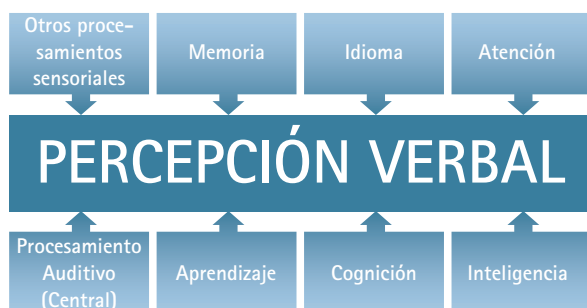 Otros proce-
samientos
sensoriales
Memoria
Idioma
Atención
PERCEPCIÓN VERBAL
Procesamiento
Auditivo
(Central)
Aprendizaje
Cognición
Inteligencia